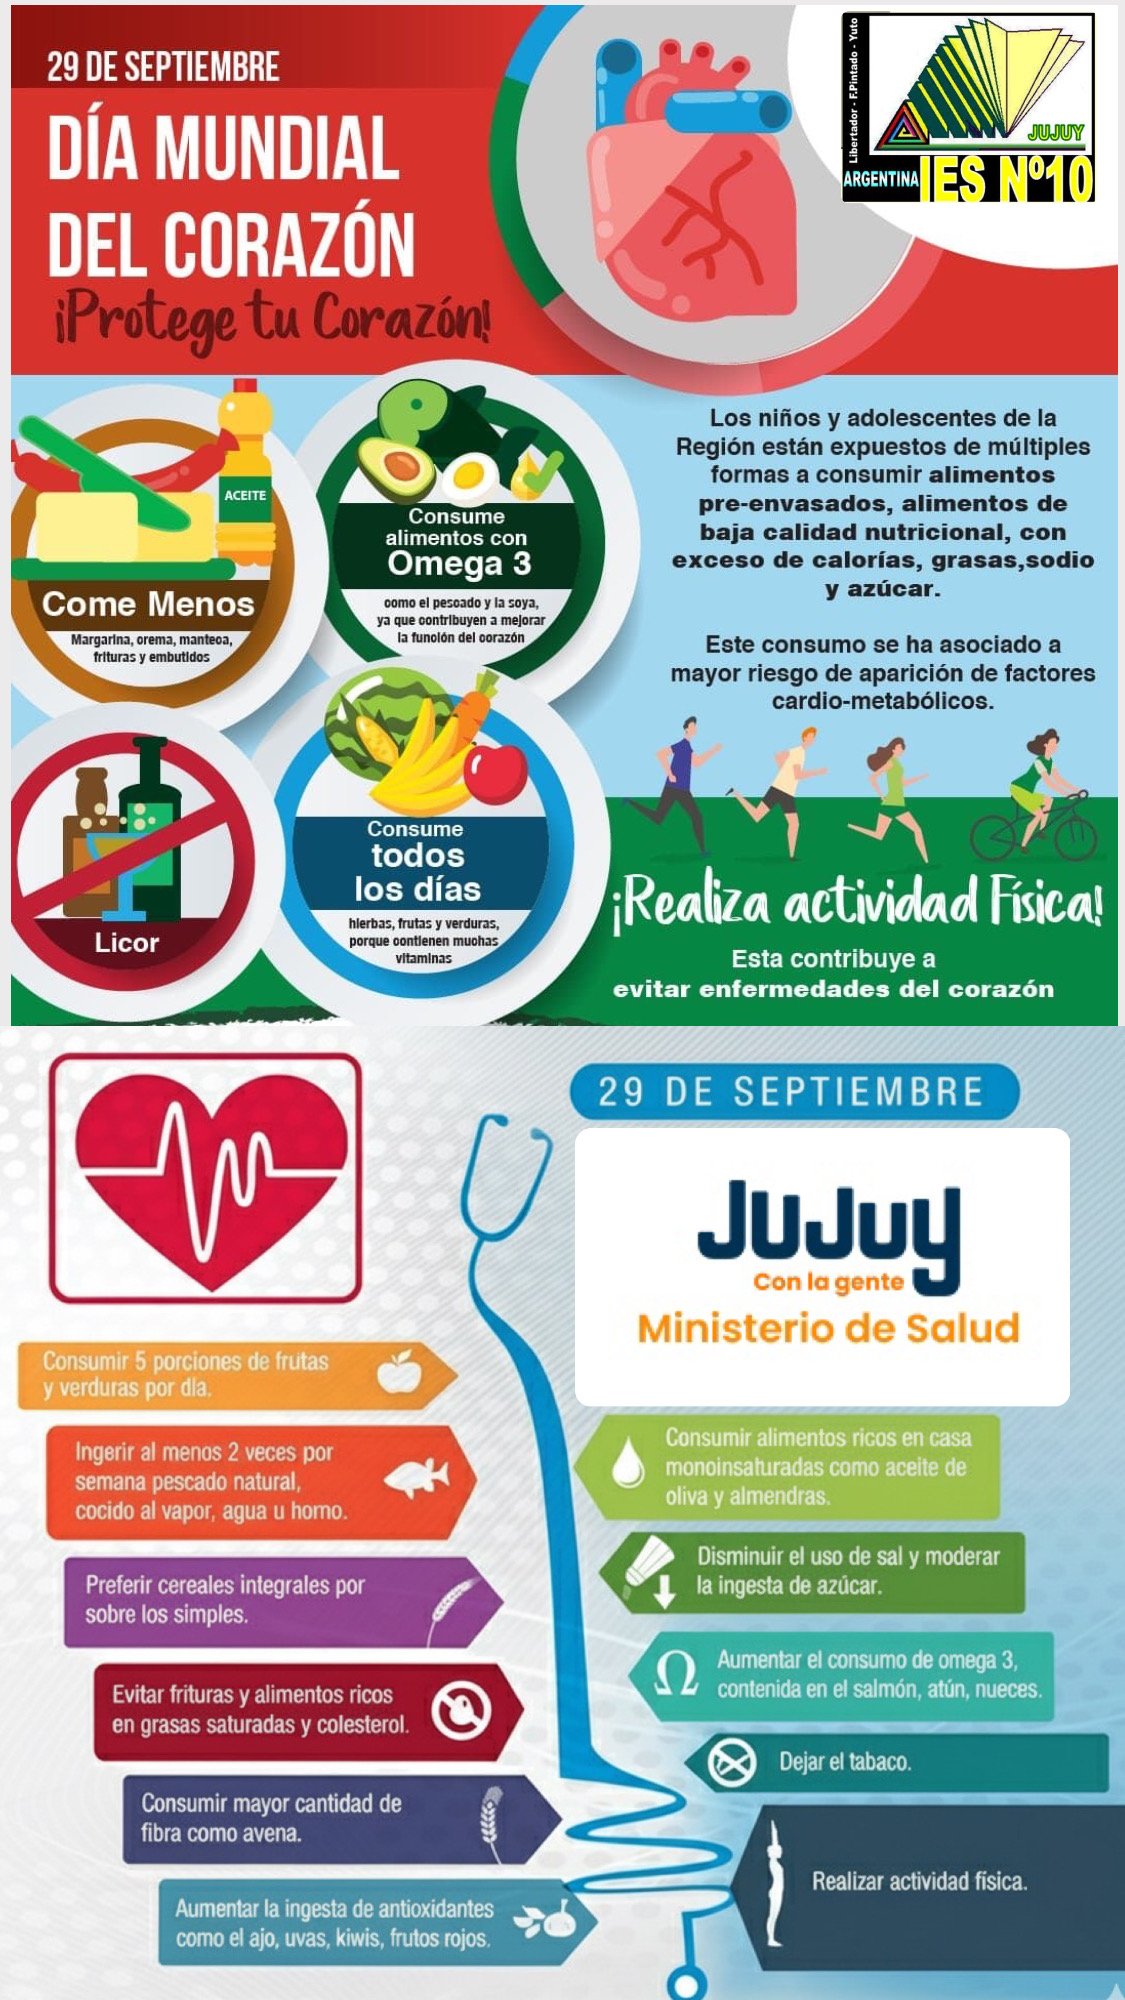 29 DE SEPTIEMBRE
DÍA MUNDIAL
DEL CORAZÓN
¡Protege tu Corazón!
Libertador - F.Pintado - Yuto
JUJUY
ARGENTINA
IES Nº10
ACEITE
Come Menos
Margarina, crema, manteca,
frituras y embutidos
Consume
alimentos con
Omega 3
como el pescado y la soya,
ya que contribuyen a mejorar
la función del corazón
Los niños y adolescentes de la
Región están expuestos de múltiples
formas a consumir alimentos
pre-envasados, alimentos de
baja calidad nutricional, con
exceso de calorías, grasas,sodio
y azúcar.
Este consumo se ha asociado a
mayor riesgo de aparición de factores
cardio-metabólicos.
Licor
Consume
todos
los días
hierbas, frutas y verduras,
porque contienen muchas
vitaminas
¡Realiza actividad Física!
Esta contribuye a
evitar enfermedades del corazón
29 DE SEPTIEMBRE
Jujuy
Con la gente
Ministerio de Salud
Consumir 5 porciones de frutas
y verduras por día.
Ingerir al menos 2 veces por
semana pescado natural,
cocido al vapor, agua u horno.
Preferir cereales integrales por
sobre los simples.
Evitar frituras y alimentos ricos
en grasas saturadas y colesterol.
Consumir mayor cantidad de
fibra como avena.
Aumentar la ingesta de antioxidantes
como el ajo, uvas, kiwis, frutos rojos.
Consumir alimentos ricos en casa
monoinsaturadas como aceite de
oliva y almendras.
Disminuir el uso de sal y moderar
la ingesta de azúcar.
Ω
Aumentar el consumo de omega 3,
contenida en el salmón, atún, nueces.
Dejar el tabaco.
Realizar actividad física.